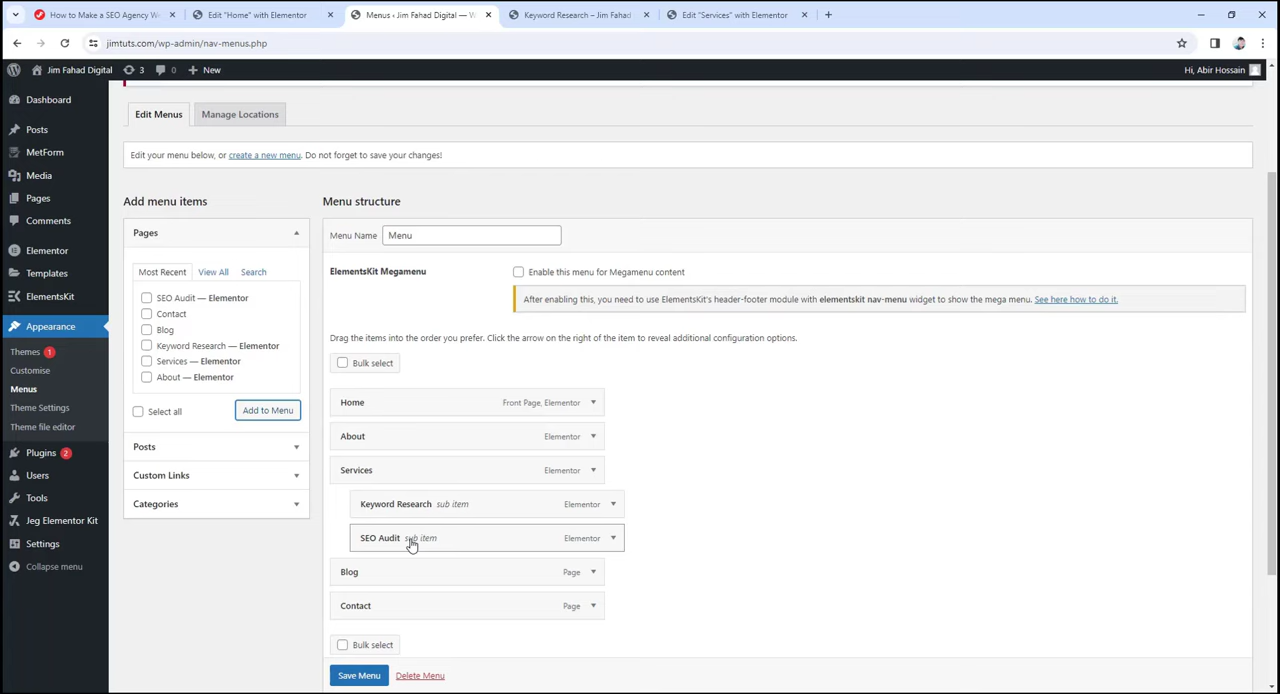 How to Make a SEO Agency We
Edit "Home" with Elementor
Menus ‹ Jim Fahad Digital — W
Keyword Research – Jim Fahad
Edit "Services" with Elementor
jimtuts.com/wp-admin/nav-menus.php
Jim Fahad Digital 3 0 New Hi, Abir Hossain
Dashboard
Posts
MetForm
Media
Pages
Comments
Elementor
Templates
ElementsKit
Appearance
Themes 1
Customise
Menus
Theme Settings
Theme file editor
Plugins 2
Users
Tools
Jeg Elementor Kit
Settings
Collapse menu
Edit Menus Manage Locations
Edit your menu below, or create a new menu. Do not forget to save your changes!
Add menu items
Pages
Most Recent View All Search
SEO Audit — Elementor
Contact
Blog
Keyword Research — Elementor
Services — Elementor
About — Elementor
Select all Add to Menu
Posts
Custom Links
Categories
Menu structure
Menu Name Menu
ElementsKit Megamenu Enable this menu for Megamenu content
After enabling this, you need to use ElementsKit's header-footer module with elementskit nav-menu widget to show the mega menu. See here how to do it.
Drag the items into the order you prefer. Click the arrow on the right of the item to reveal additional configuration options.
Bulk select
Home Front Page, Elementor
About Elementor
Services Elementor
Keyword Research sub item Elementor
SEO Audit sub item Elementor
Blog Page
Contact Page
Bulk select
Save Menu Delete Menu